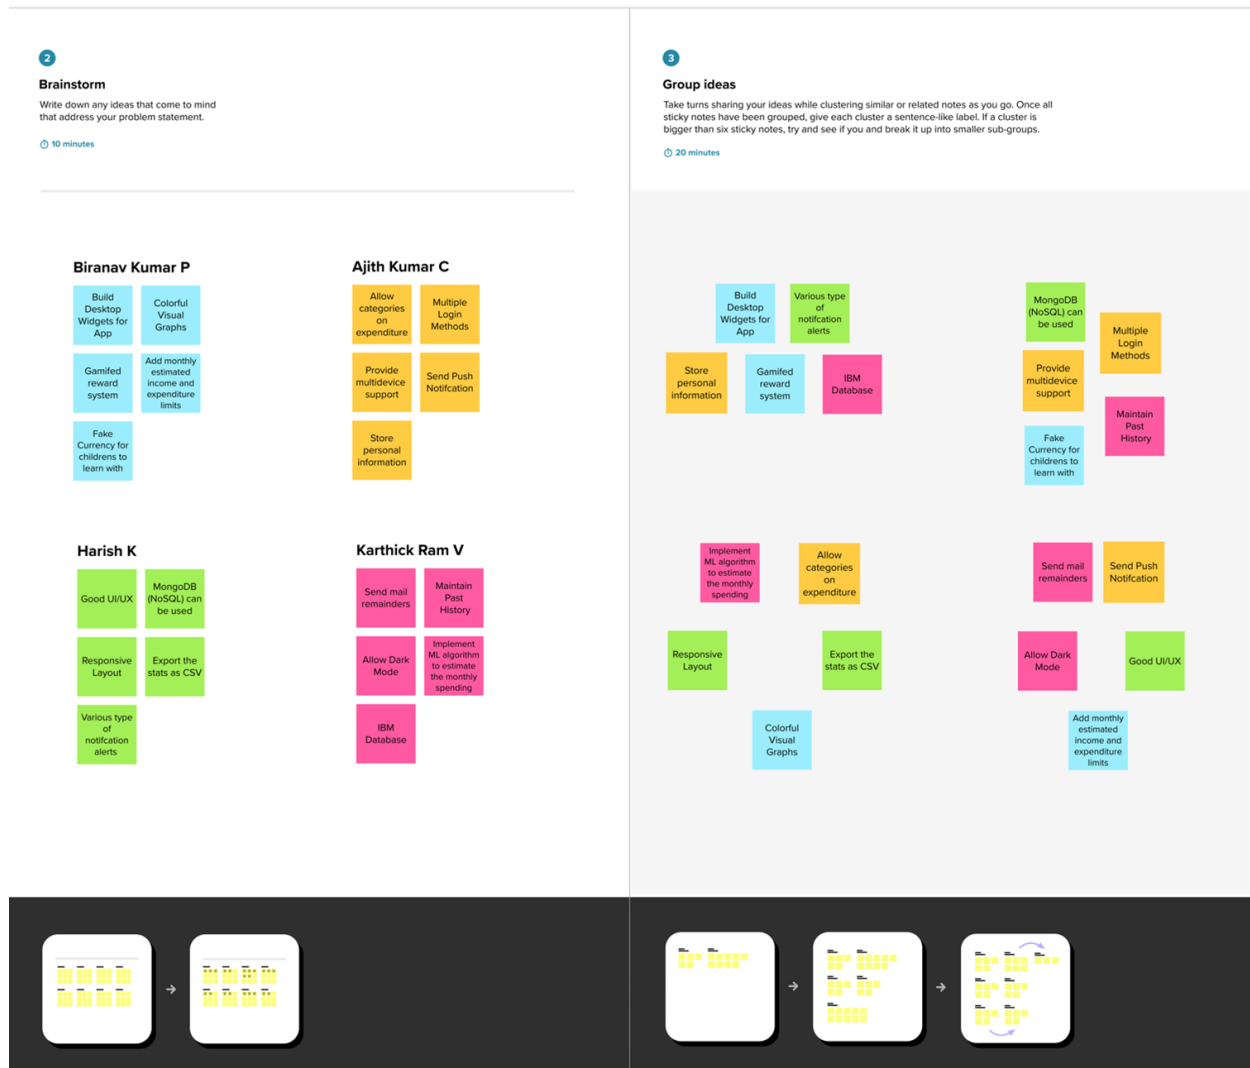 2
Brainstorm
Write down any ideas that come to mind
that address your problem statement.
10 minutes
Biranav Kumar P
Build
Desktop
Widgets for
App
Colorful
Visual
Graphs
Gamifed
reward
system
Add monthly
estimated
income and
expenditure
limits
Fake
Currency for
childrens to
learn with
Ajith Kumar C
Allow
categories
on
expenditure
Multiple
Login
Methods
Provide
multidevice
support
Send Push
Notifcation
Store
personal
information
Harish K
Good UI/UX
MongoDB
(NoSQL) can
be used
Responsive
Layout
Export the
stats as CSV
Various type
of
notifcation
alerts
Karthick Ram V
Send mail
remainders
Maintain
Past
History
Allow Dark
Mode
Implement
ML algorithm
to estimate
the monthly
spending
IBM
Database
3
Group ideas
Take turns sharing your ideas while clustering similar or related notes as you go. Once all
sticky notes have been grouped, give each cluster a sentence-like label. If a cluster is
bigger than six sticky notes, try and see if you and break it up into smaller sub-groups.
20 minutes
Build
Desktop
Widgets for
App
Various type
of
notifcation
alerts
Store
personal
information
Gamifed
reward
system
IBM
Database
MongoDB
(NoSQL) can
be used
Multiple
Login
Methods
Provide
multidevice
support
Maintain
Past
History
Fake
Currency for
childrens to
learn with
Implement
ML algorithm
to estimate
the monthly
spending
Allow
categories
on
expenditure
Responsive
Layout
Export the
stats as CSV
Colorful
Visual
Graphs
Send mail
remainders
Send Push
Notifcation
Allow Dark
Mode
Good UI/UX
Add monthly
estimated
income and
expenditure
limits